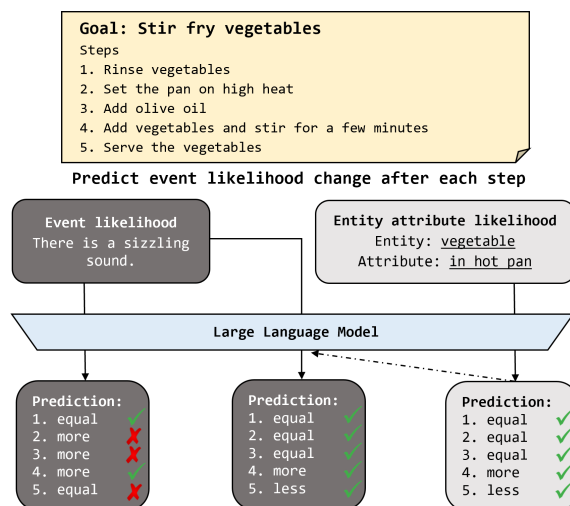 Goal: Stir fry vegetables
Steps
1. Rinse vegetables
2. Set the pan on high heat
3. Add olive oil
4. Add vegetables and stir for a few minutes
5. Serve the vegetables
Predict event likelihood change after each step
Event likelihood
There is a sizzling
sound.
Entity attribute likelihood
Entity: vegetable
Attribute: in hot pan
Large Language Model
Prediction:
1. equal
2. more
3. more
4. more
5. equal
Prediction:
1. equal
2. equal
3. equal
4. more
5. less
Prediction:
1. equal
2. equal
3. equal
4. more
5. less